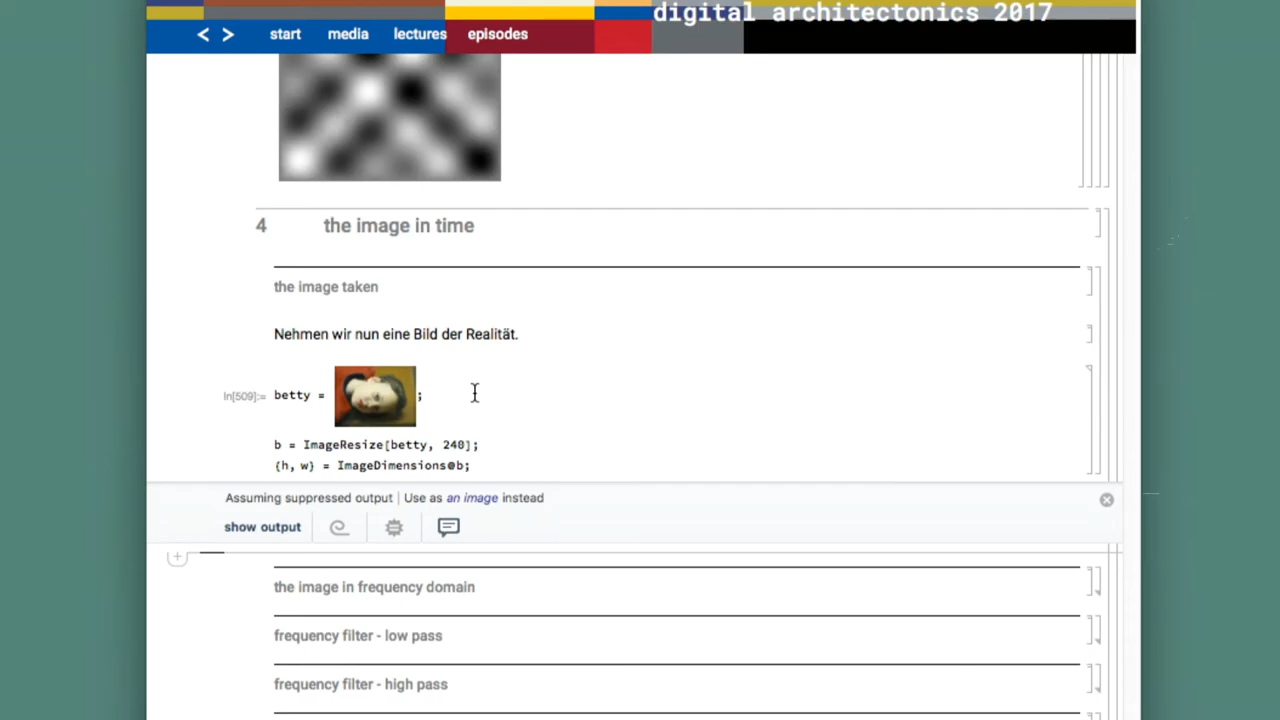 digital architectonics 2017
< > start media lectures episodes
4 the image in time
the image taken
Nehmen wir nun eine Bild der Realität.
In[509]:= betty = ;
b = ImageResize[betty, 240];
{h, w} = ImageDimensions@b;
Assuming suppressed output | Use as an image instead
show output
the image in frequency domain
frequency filter - low pass
frequency filter - high pass